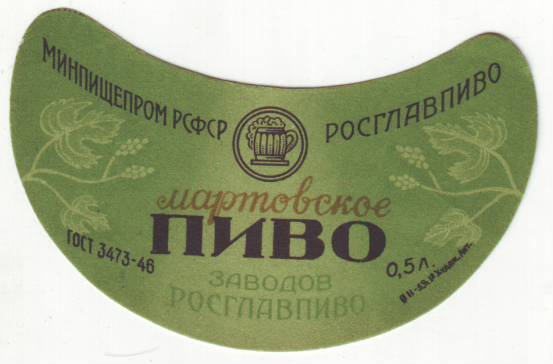 МИНПИЩЕПРОМ РСФСР
РОСГЛАВПИВО
мартовское
ПИВО
ГОСТ 3473-46
0,5 л.
ЗАВОДОВ
РОСГЛАВПИВО